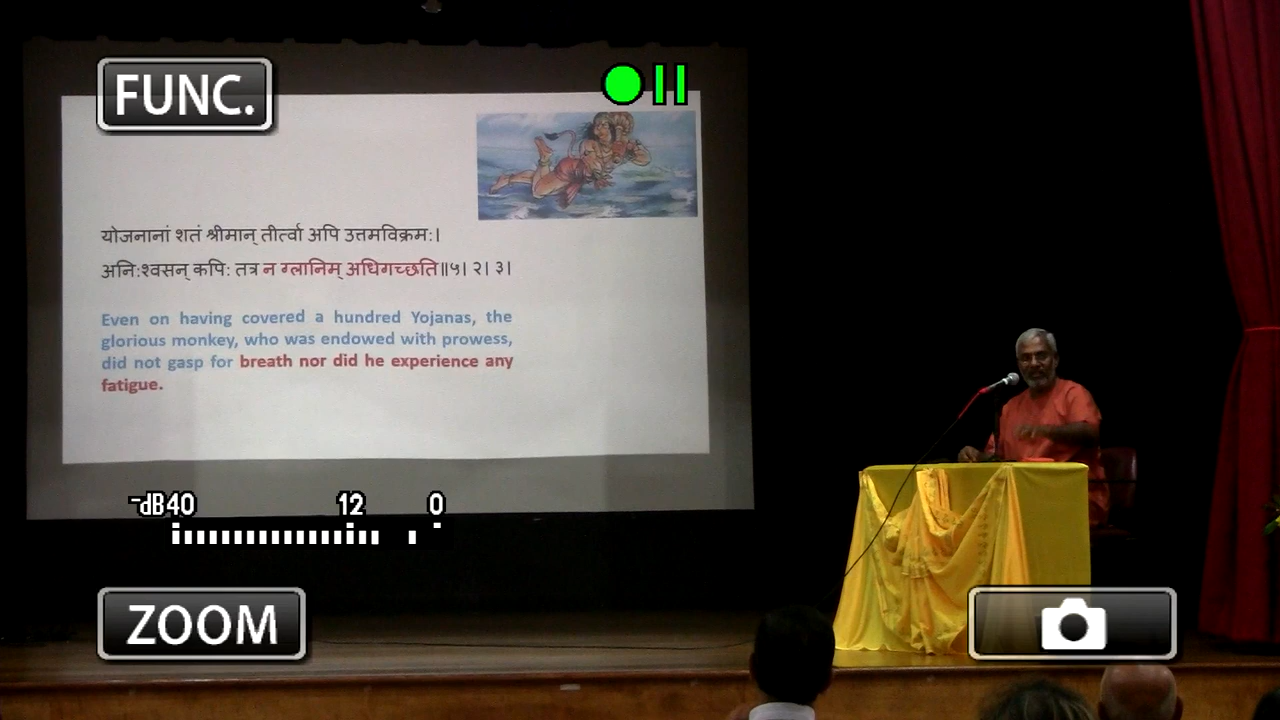 FUNC.
योजनानां शतं श्रीमान् तीर्त्वा अपि उत्तमविक्रमः।
अनिःश्वसन् कपिः तत्र न ग्लानिम् अधिगच्छति॥५। २। ३।
Even on having covered a hundred Yojanas, the
glorious monkey, who was endowed with prowess,
did not gasp for breath nor did he experience any
fatigue.
-dB40 12 0
ZOOM